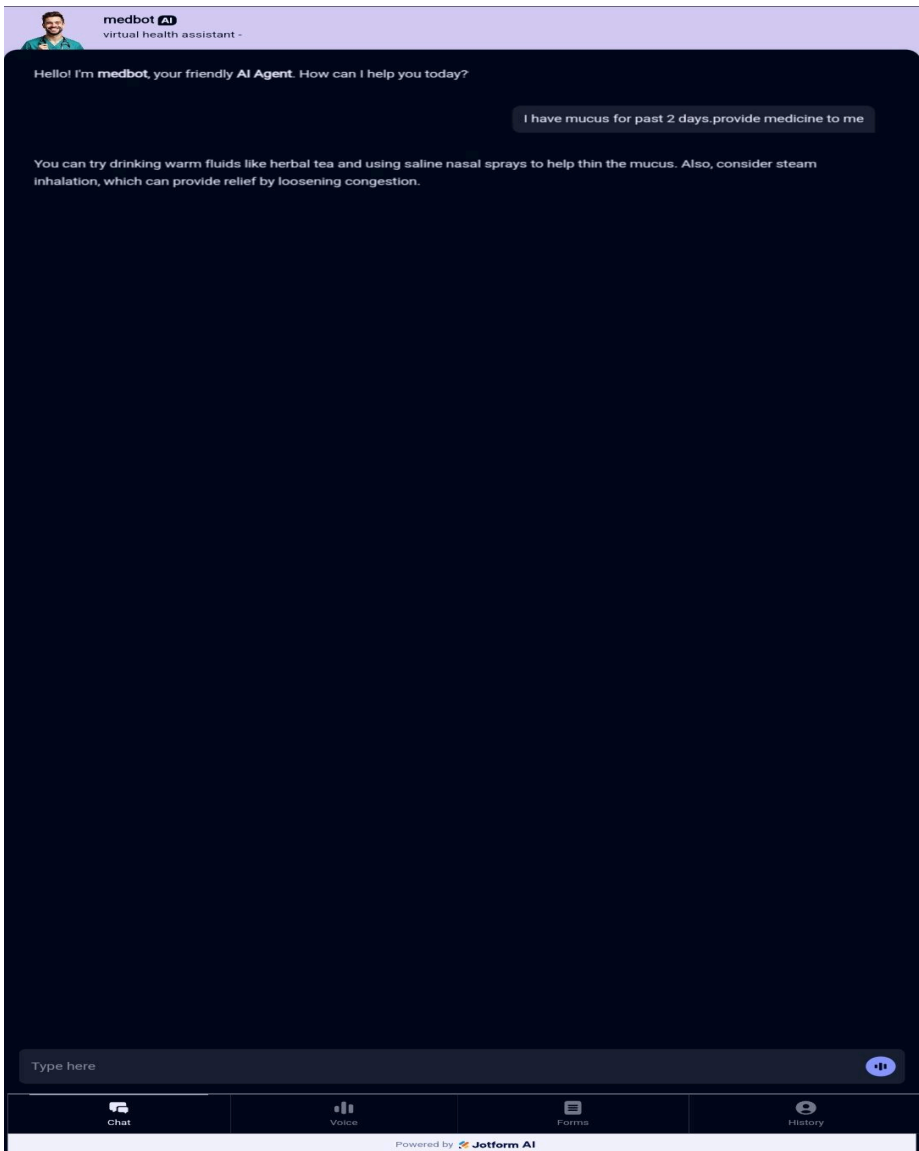 medbot AI
virtual health assistant -
Hello! I'm medbot, your friendly AI Agent. How can I help you today?
I have mucus for past 2 days.provide medicine to me
You can try drinking warm fluids like herbal tea and using saline nasal sprays to help thin the mucus. Also, consider steam
inhalation, which can provide relief by loosening congestion.
Type here
Chat
Voice
Forms
History
Powered by Jotform AI